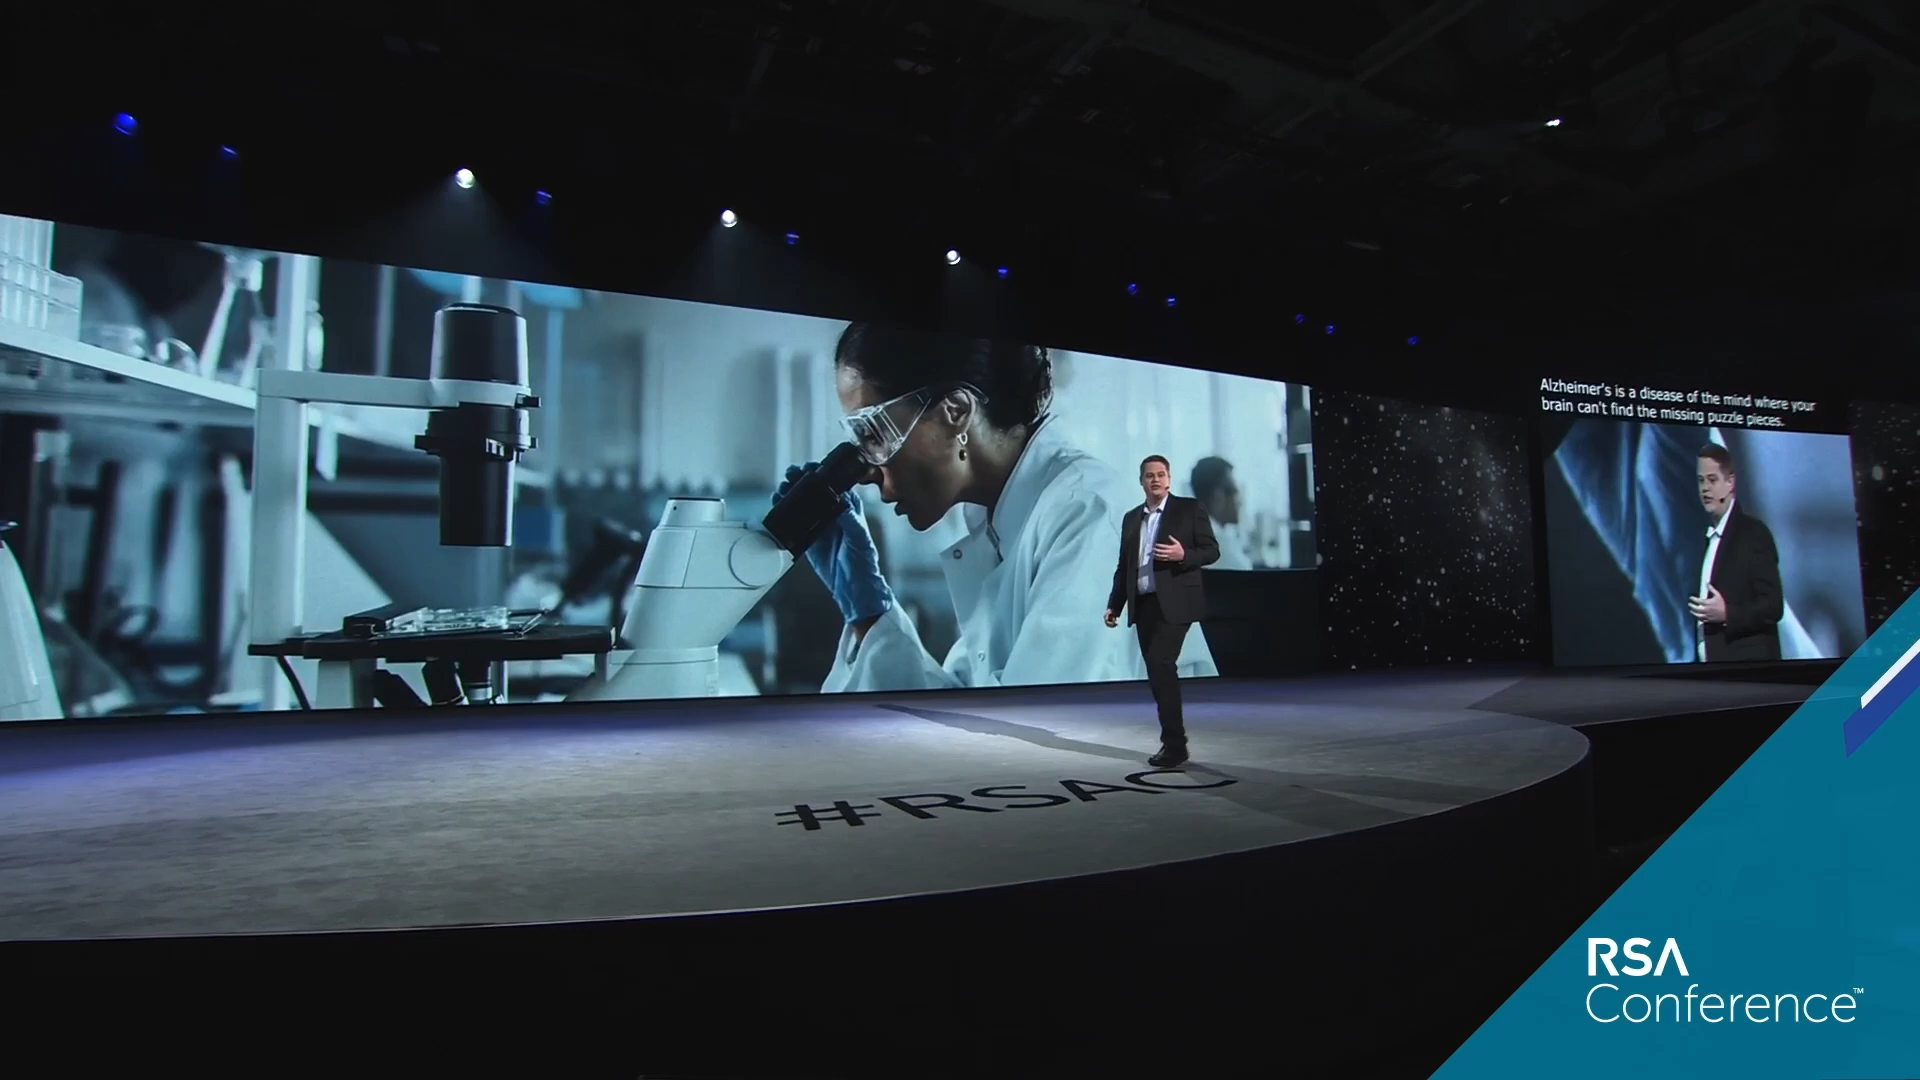 Alzheimer's is a disease of the mind where your
brain can't find the missing puzzle pieces.
#RSAC
RSA
Conference™